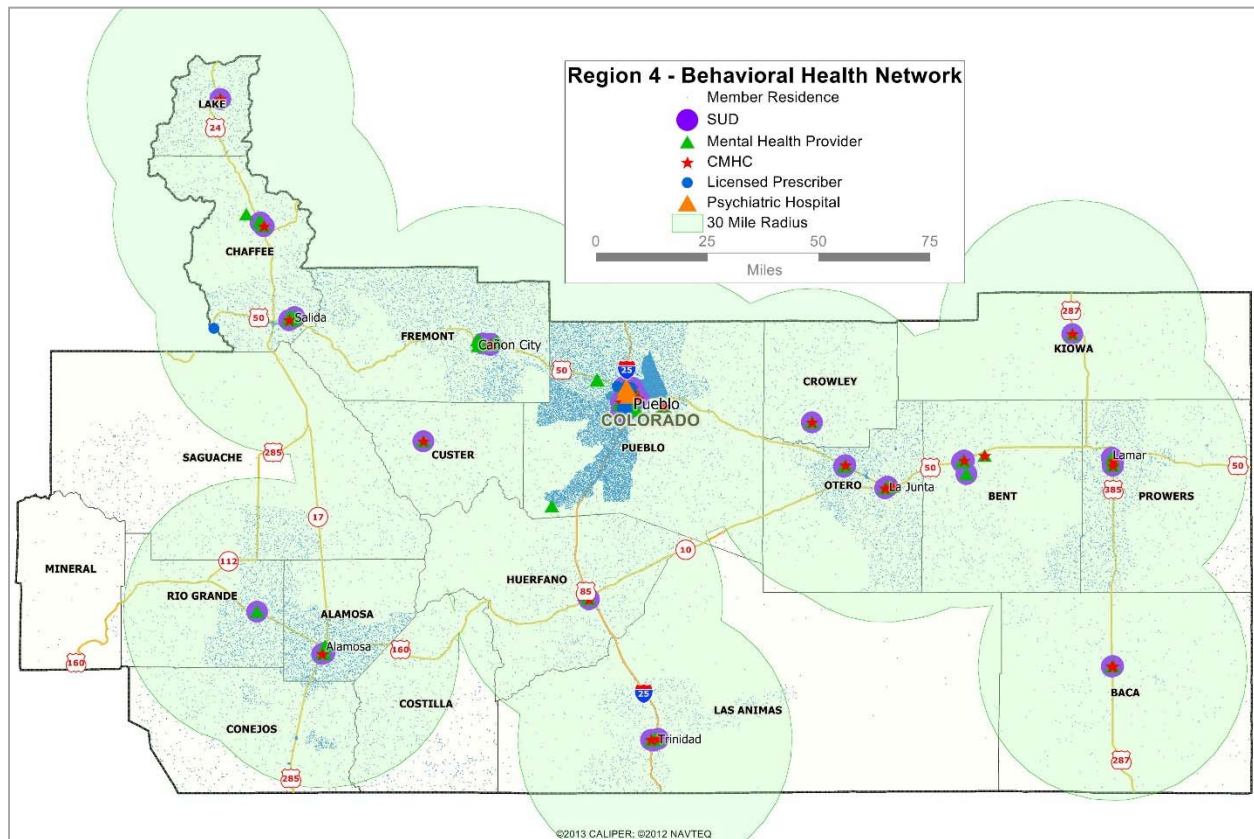 Region 4 - Behavioral Health Network
Member Residence
SUD
Mental Health Provider
CMHC
Licensed Prescriber
Psychiatric Hospital
30 Mile Radius
0 25 50 75
Miles
LAKE
24
CHAFFEE
50
Salida
FREMONT
Cañon City
50
25
Pueblo
COLORADO
PUEBLO
CROWLEY
287
KIOWA
SAGUACHE
285
CUSTER
OTERO
La Junta
50
BENT
Lamar
385
PROWERS
50
17
MINERAL
112
RIO GRANDE
ALAMOSA
Alamosa
160
160
HUERFANO
85
10
25
LAS ANIMAS
Trinidad
COSTILLA
CONEJOS
285
BACA
287
©2013 CALIPER; ©2012 NAVTEQ